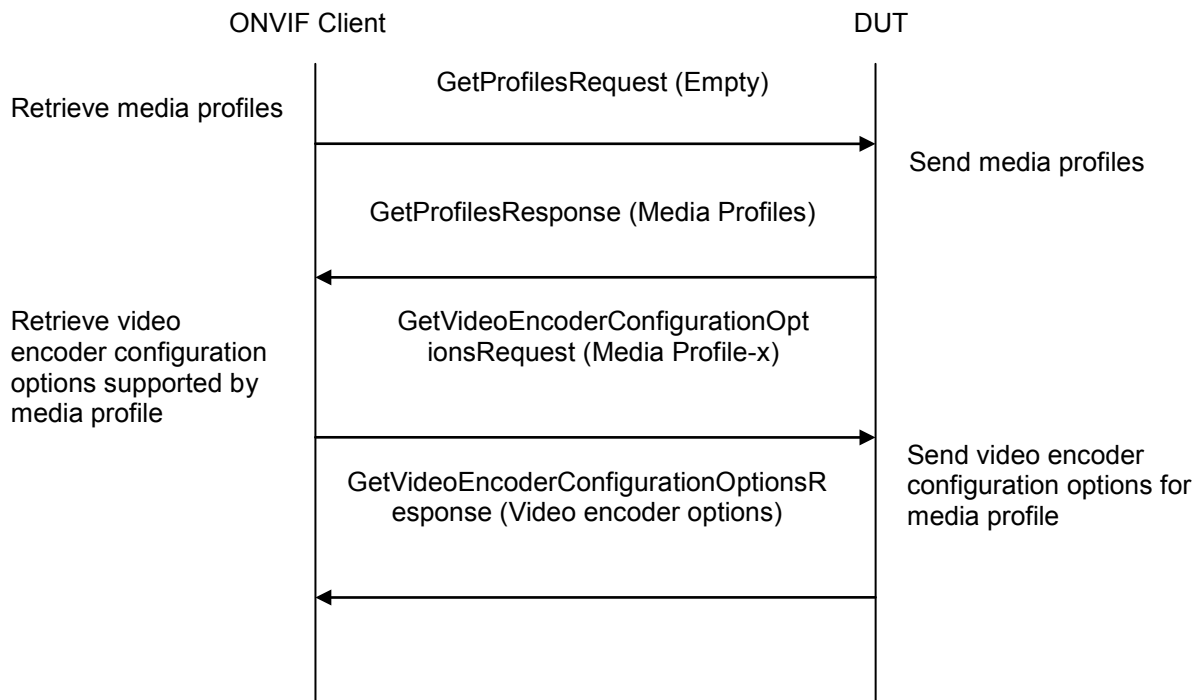 ONVIF Client
DUT
GetProfilesRequest (Empty)
Retrieve media profiles
Send media profiles
GetProfilesResponse (Media Profiles)
Retrieve video
encoder configuration
options supported by
media profile
GetVideoEncoderConfigurationOpt
ionsRequest (Media Profile-x)
GetVideoEncoderConfigurationOptionsR
esponse (Video encoder options)
Send video encoder
configuration options for
media profile